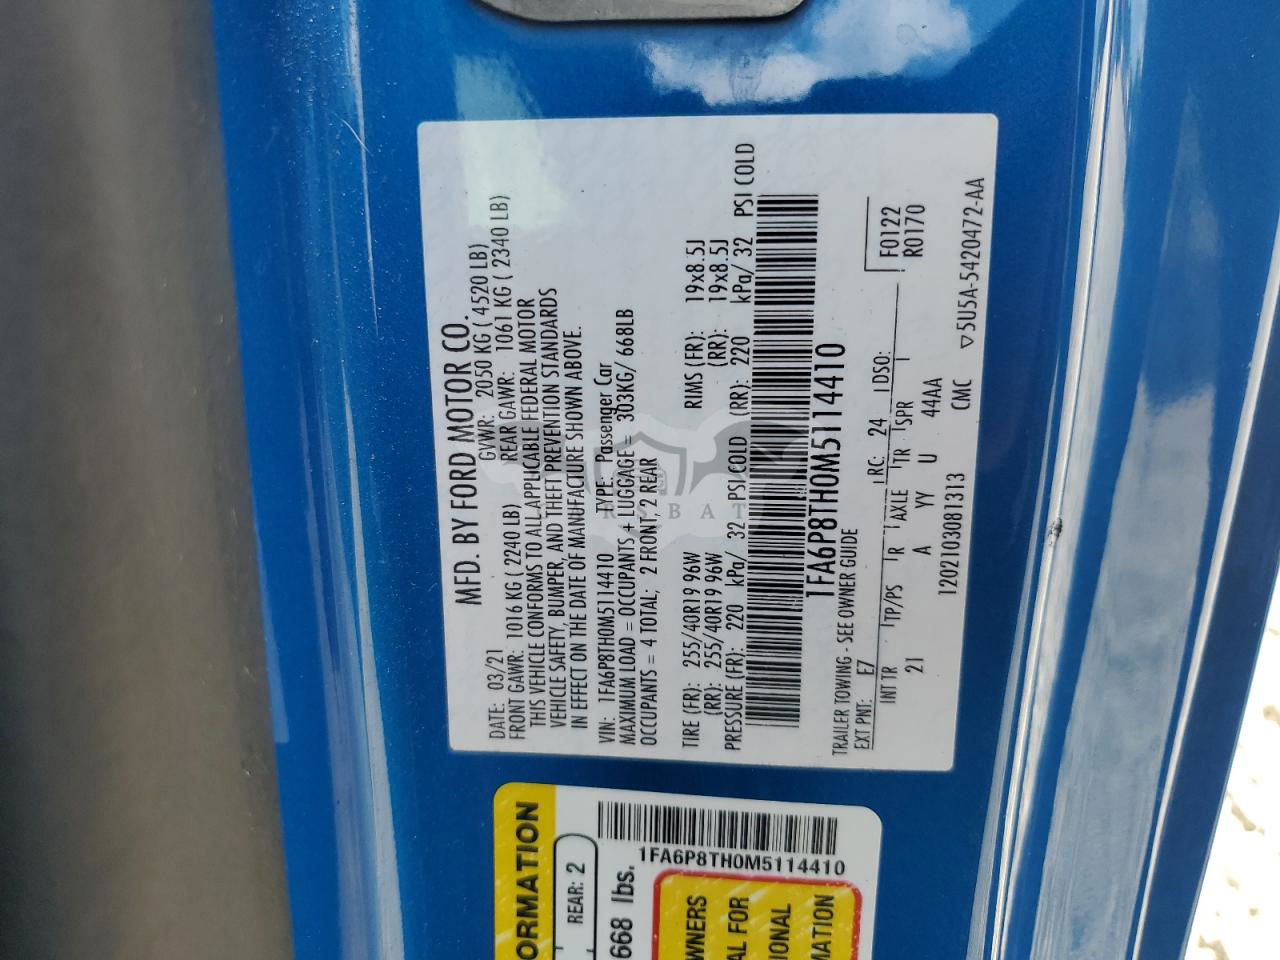 MFD. BY FORD MOTOR CO.
DATE: 03/21 GVWR: 2050 KG ( 4520 LB)
FRONT GAWR: 1016 KG ( 2240 LB) REAR GAWR: 1061 KG ( 2340 LB)
THIS VEHICLE CONFORMS TO ALL APPLICABLE FEDERAL MOTOR
VEHICLE SAFETY, BUMPER, AND THEFT PREVENTION STANDARDS
IN EFFECT ON THE DATE OF MANUFACTURE SHOWN ABOVE.
VIN: 1FA6P8TH0M5114410 TYPE: Passenger Car
MAXIMUM LOAD = OCCUPANTS + LUGGAGE = 303KG/ 668LB
OCCUPANTS = 4 TOTAL; 2 FRONT, 2 REAR
TIRE (FR): 255/40R19 96W RIMS (FR): 19x8.5J
(RR): 255/40R19 96W (RR): 19x8.5J
PRESSURE (FR): 220 kPa/ 32 PSI COLD (RR): 220 kPa/ 32 PSI COLD
1FA6P8TH0M5114410
TRAILER TOWING - SEE OWNER GUIDE
EXT PNT: E7 RC: 24 DSO:
F0122
R0170
INT TR TP/PS R AXLE TR SPR
21 A YY U 44AA
1202103081313 CMC ▽5U5A-5420472-AA
RSBAT
ORMATION
REAR: 2
668 lbs.
1FA6P8TH0M5114410
WNERS
AL FOR
IONAL
MATION